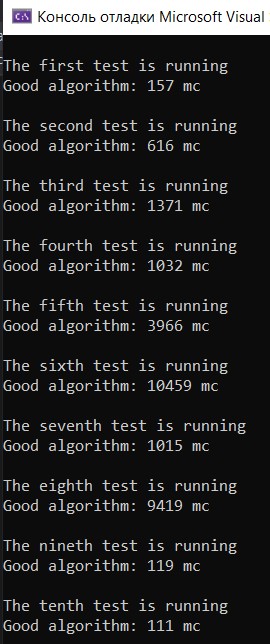 Консоль отладки Microsoft Visual
The first test is running
Good algorithm: 157 mc
The second test is running
Good algorithm: 616 mc
The third test is running
Good algorithm: 1371 mc
The fourth test is running
Good algorithm: 1032 mc
The fifth test is running
Good algorithm: 3966 mc
The sixth test is running
Good algorithm: 10459 mc
The seventh test is running
Good algorithm: 1015 mc
The eighth test is running
Good algorithm: 9419 mc
The nineth test is running
Good algorithm: 119 mc
The tenth test is running
Good algorithm: 111 mc